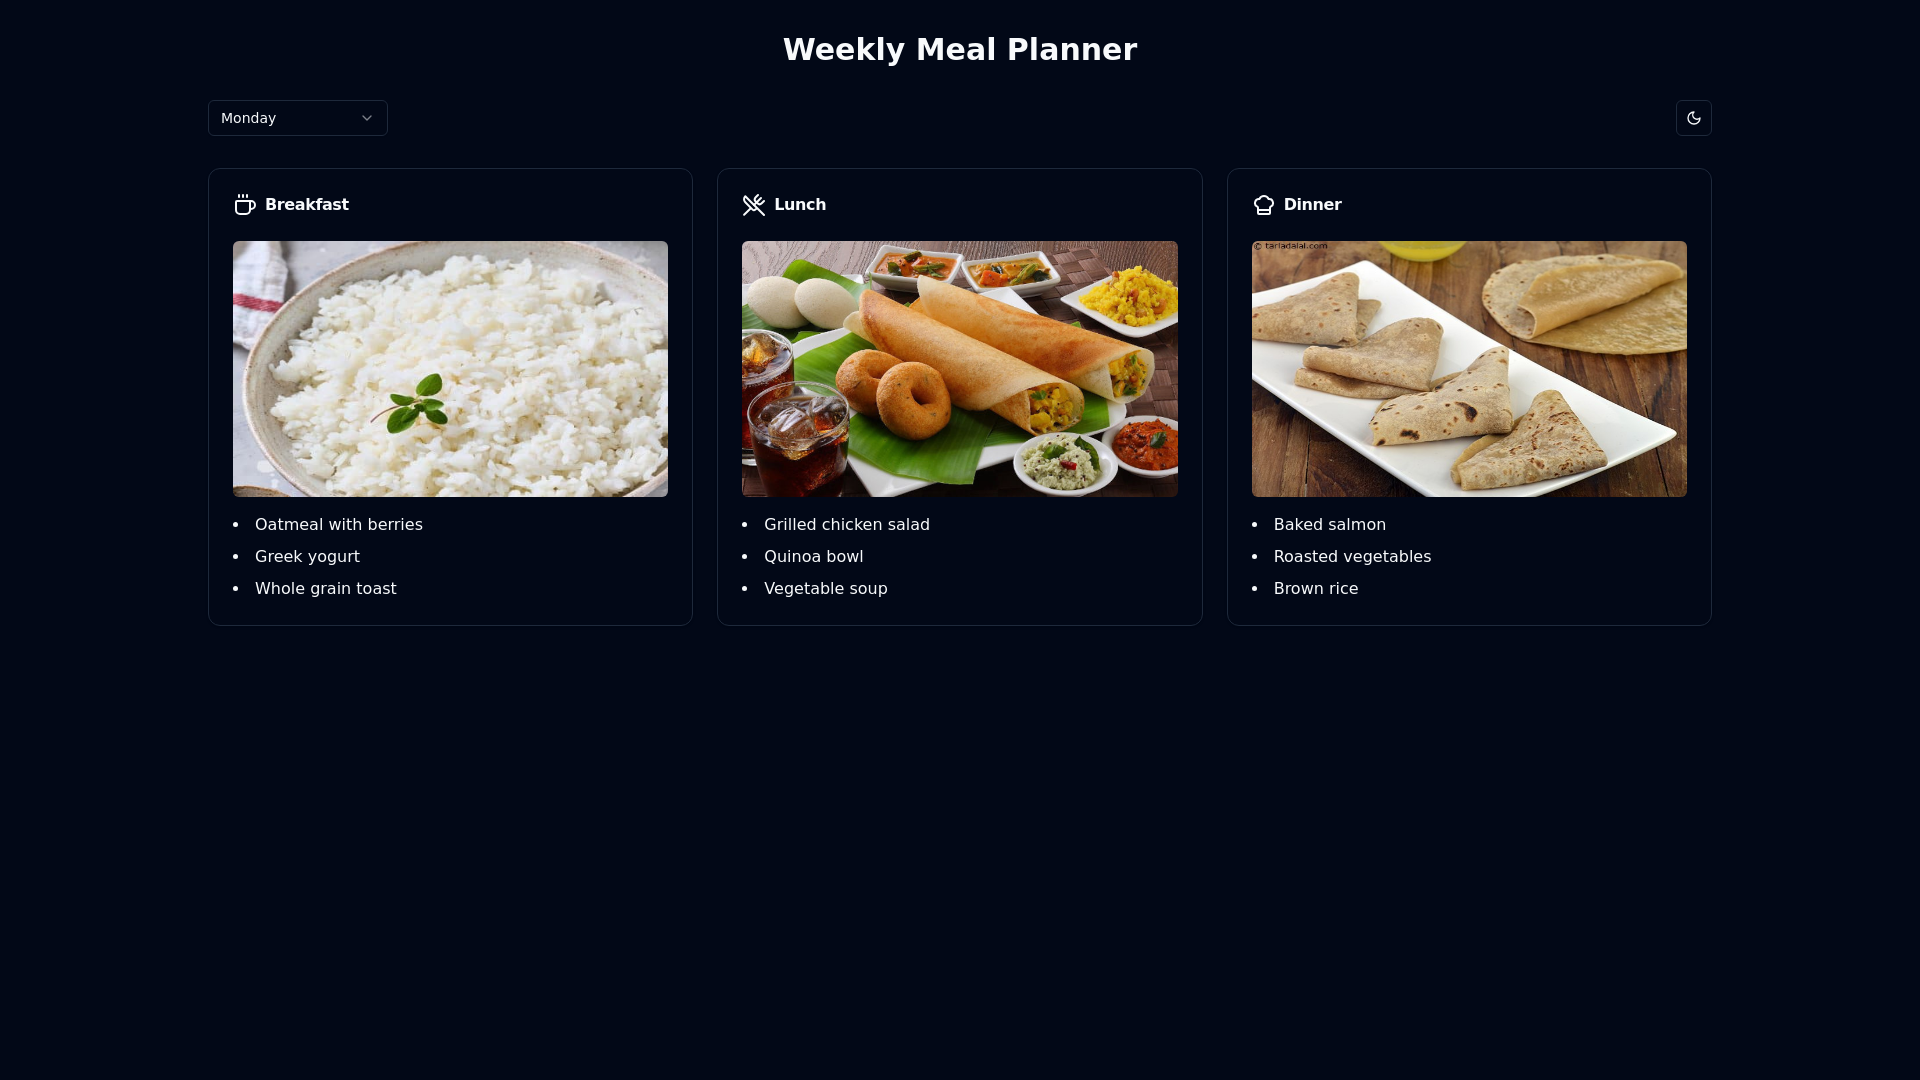 Weekly Meal Planner
Monday
Breakfast
Oatmeal with berries
Greek yogurt
Whole grain toast
Lunch
Grilled chicken salad
Quinoa bowl
Vegetable soup
Dinner
© tarladalal.com
Baked salmon
Roasted vegetables
Brown rice